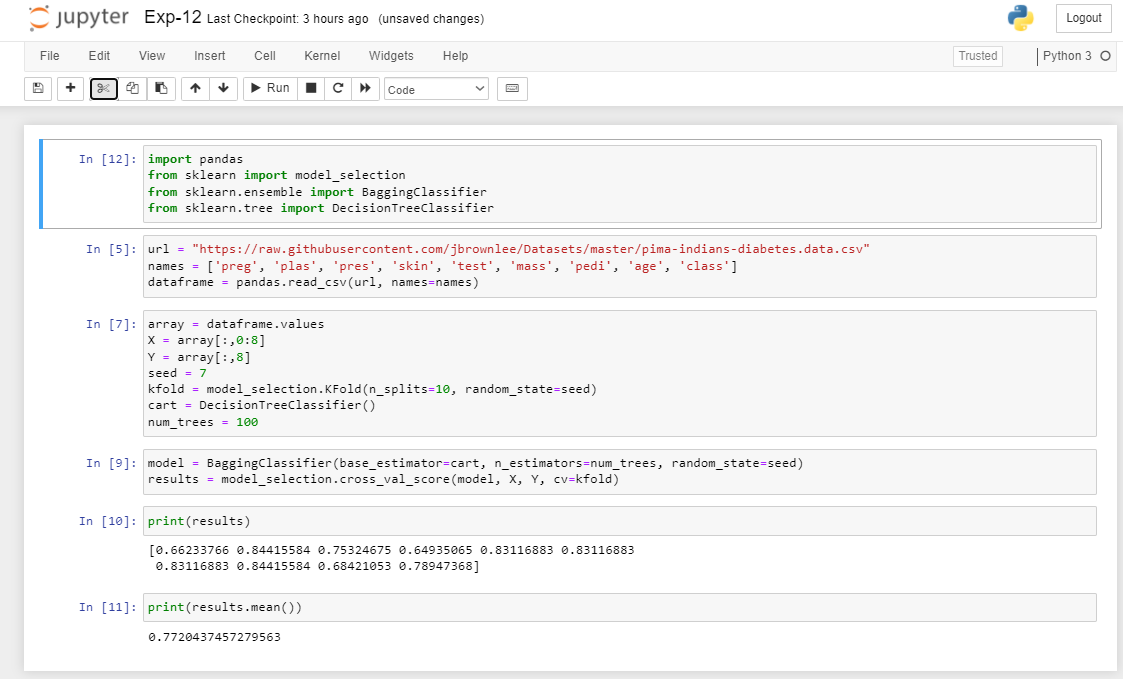 jupyter Exp-12 Last Checkpoint: 3 hours ago (unsaved changes) Logout
File Edit View Insert Cell Kernel Widgets Help Trusted Python 3
Run Code
In [12]: import pandas
from sklearn import model_selection
from sklearn.ensemble import BaggingClassifier
from sklearn.tree import DecisionTreeClassifier
In [5]: url = "https://raw.githubusercontent.com/jbrownlee/Datasets/master/pima-indians-diabetes.data.csv"
names = ['preg', 'plas', 'pres', 'skin', 'test', 'mass', 'pedi', 'age', 'class']
dataframe = pandas.read_csv(url, names=names)
In [7]: array = dataframe.values
X = array[:,0:8]
Y = array[:,8]
seed = 7
kfold = model_selection.KFold(n_splits=10, random_state=seed)
cart = DecisionTreeClassifier()
num_trees = 100
In [9]: model = BaggingClassifier(base_estimator=cart, n_estimators=num_trees, random_state=seed)
results = model_selection.cross_val_score(model, X, Y, cv=kfold)
In [10]: print(results)
[0.66233766 0.84415584 0.75324675 0.64935065 0.83116883 0.83116883
0.83116883 0.84415584 0.68421053 0.78947368]
In [11]: print(results.mean())
0.7720437457279563